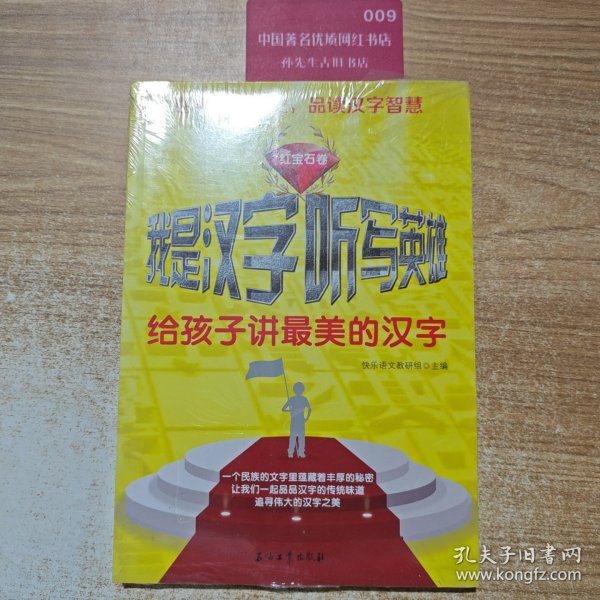 009
中国著名优质网红书店
孙先生古旧书店
，品读汉字智慧
红宝石卷
我是汉字听写英雄
给孩子讲最美的汉字
快乐语文教研组○主编
一个民族的文字里蕴藏着丰厚的秘密
让我们一起品品汉字的传统味道
追寻伟大的汉字之美
石油工业出版社
孔夫子旧书网
www.kongfz.com